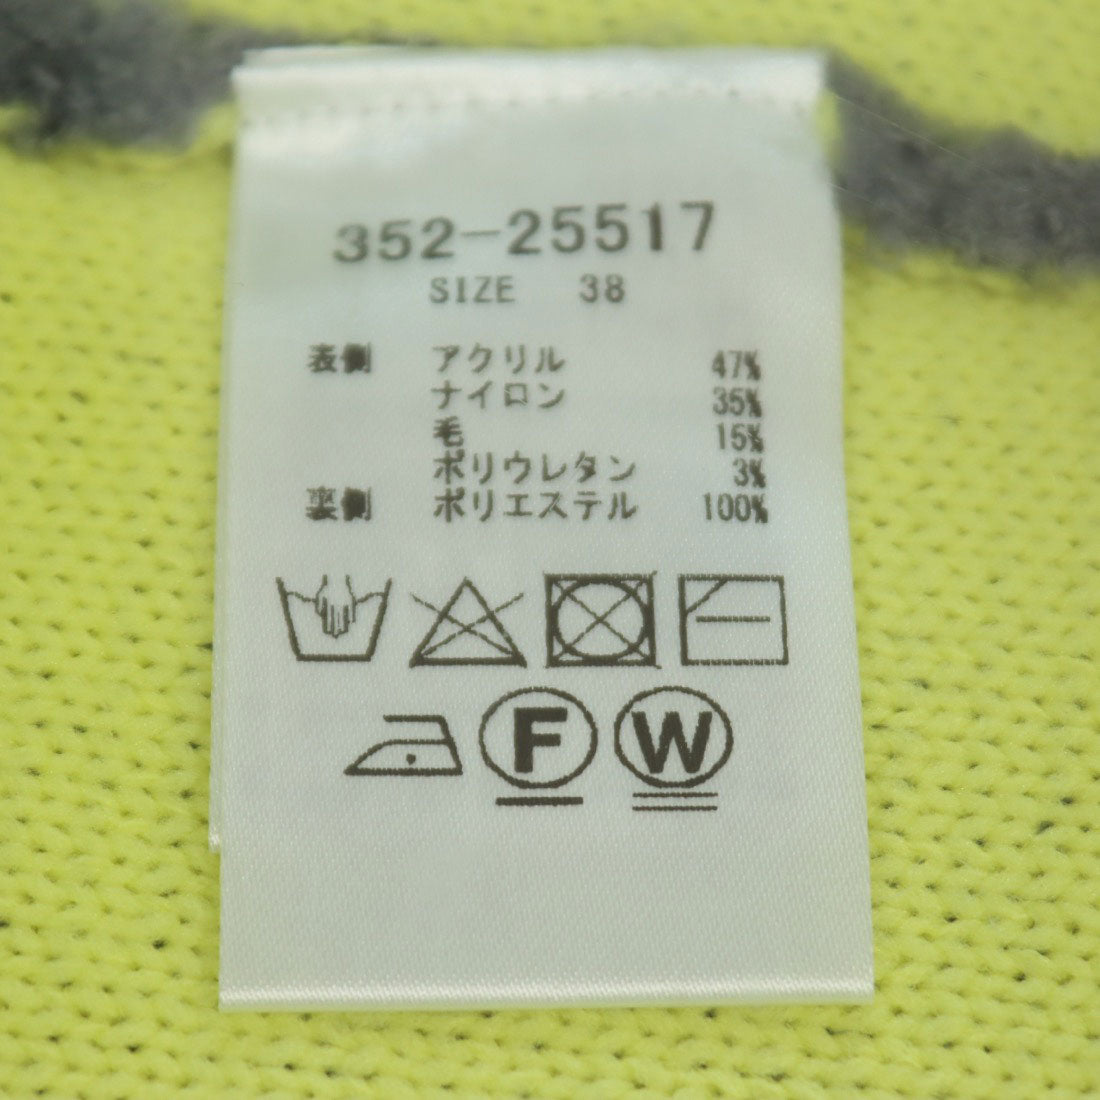 352-25517
SIZE 38
表側 アクリル 47%
ナイロン 35%
毛 15%
ポリウレタン 3%
裏側 ポリエステル 100%
F W